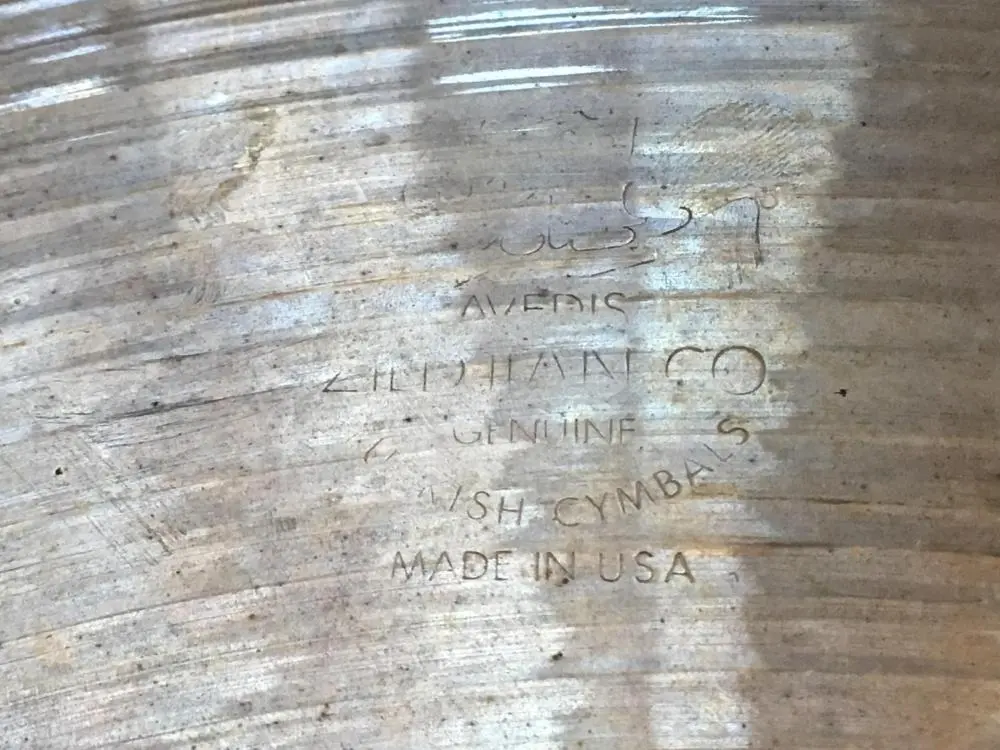 AVEDIS
ZILDJIAN CO
GENUINE
CYMBALS
MADE IN USA